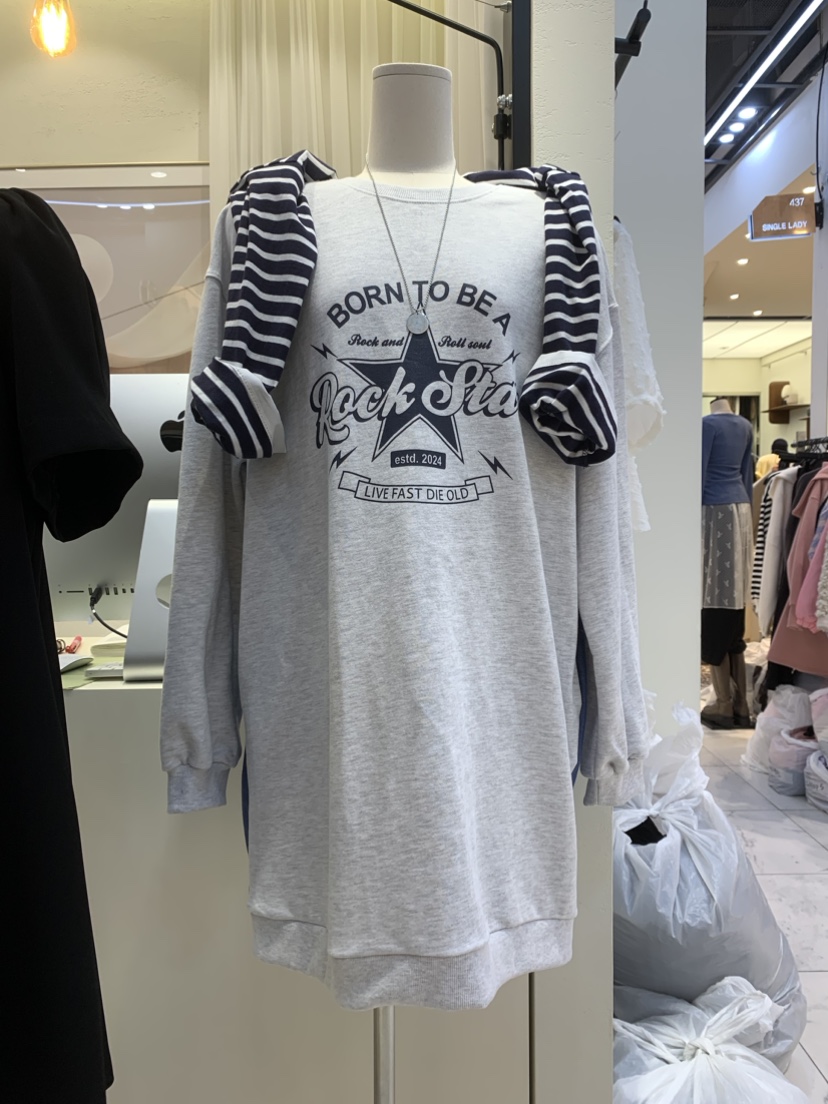 BORN TO BE A
Rock and Roll soul
Rock Sta
estd. 2024
LIVE FAST DIE OLD
437
SINGLE LADY